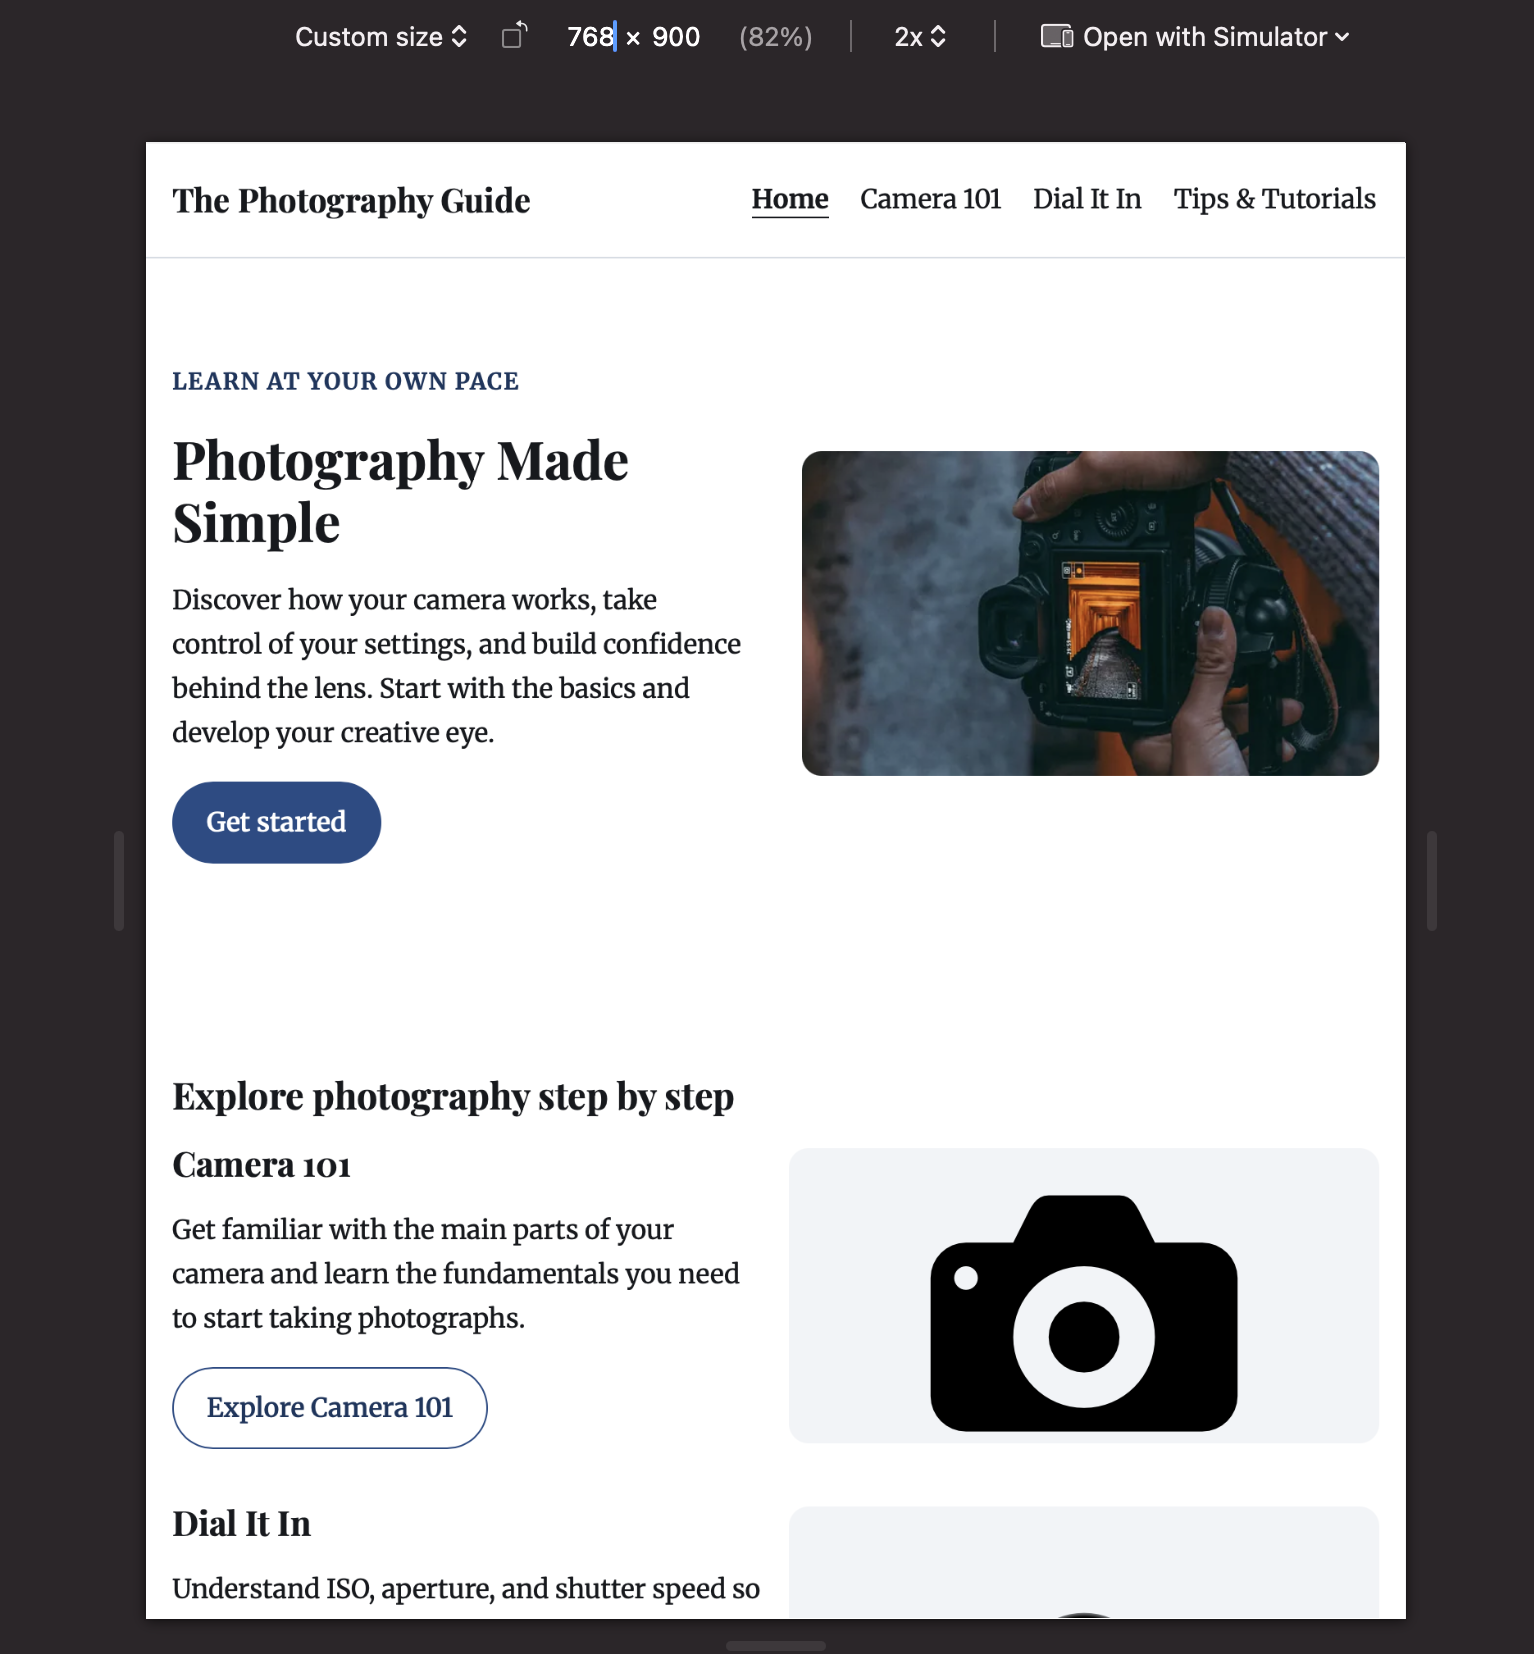 Custom size 768 × 900 (82%) 2x Open with Simulator
The Photography Guide Home Camera 101 Dial It In Tips & Tutorials
LEARN AT YOUR OWN PACE
Photography Made
Simple
Discover how your camera works, take
control of your settings, and build confidence
behind the lens. Start with the basics and
develop your creative eye.
Get started
Explore photography step by step
Camera 101
Get familiar with the main parts of your
camera and learn the fundamentals you need
to start taking photographs.
Explore Camera 101
Dial It In
Understand ISO, aperture, and shutter speed so